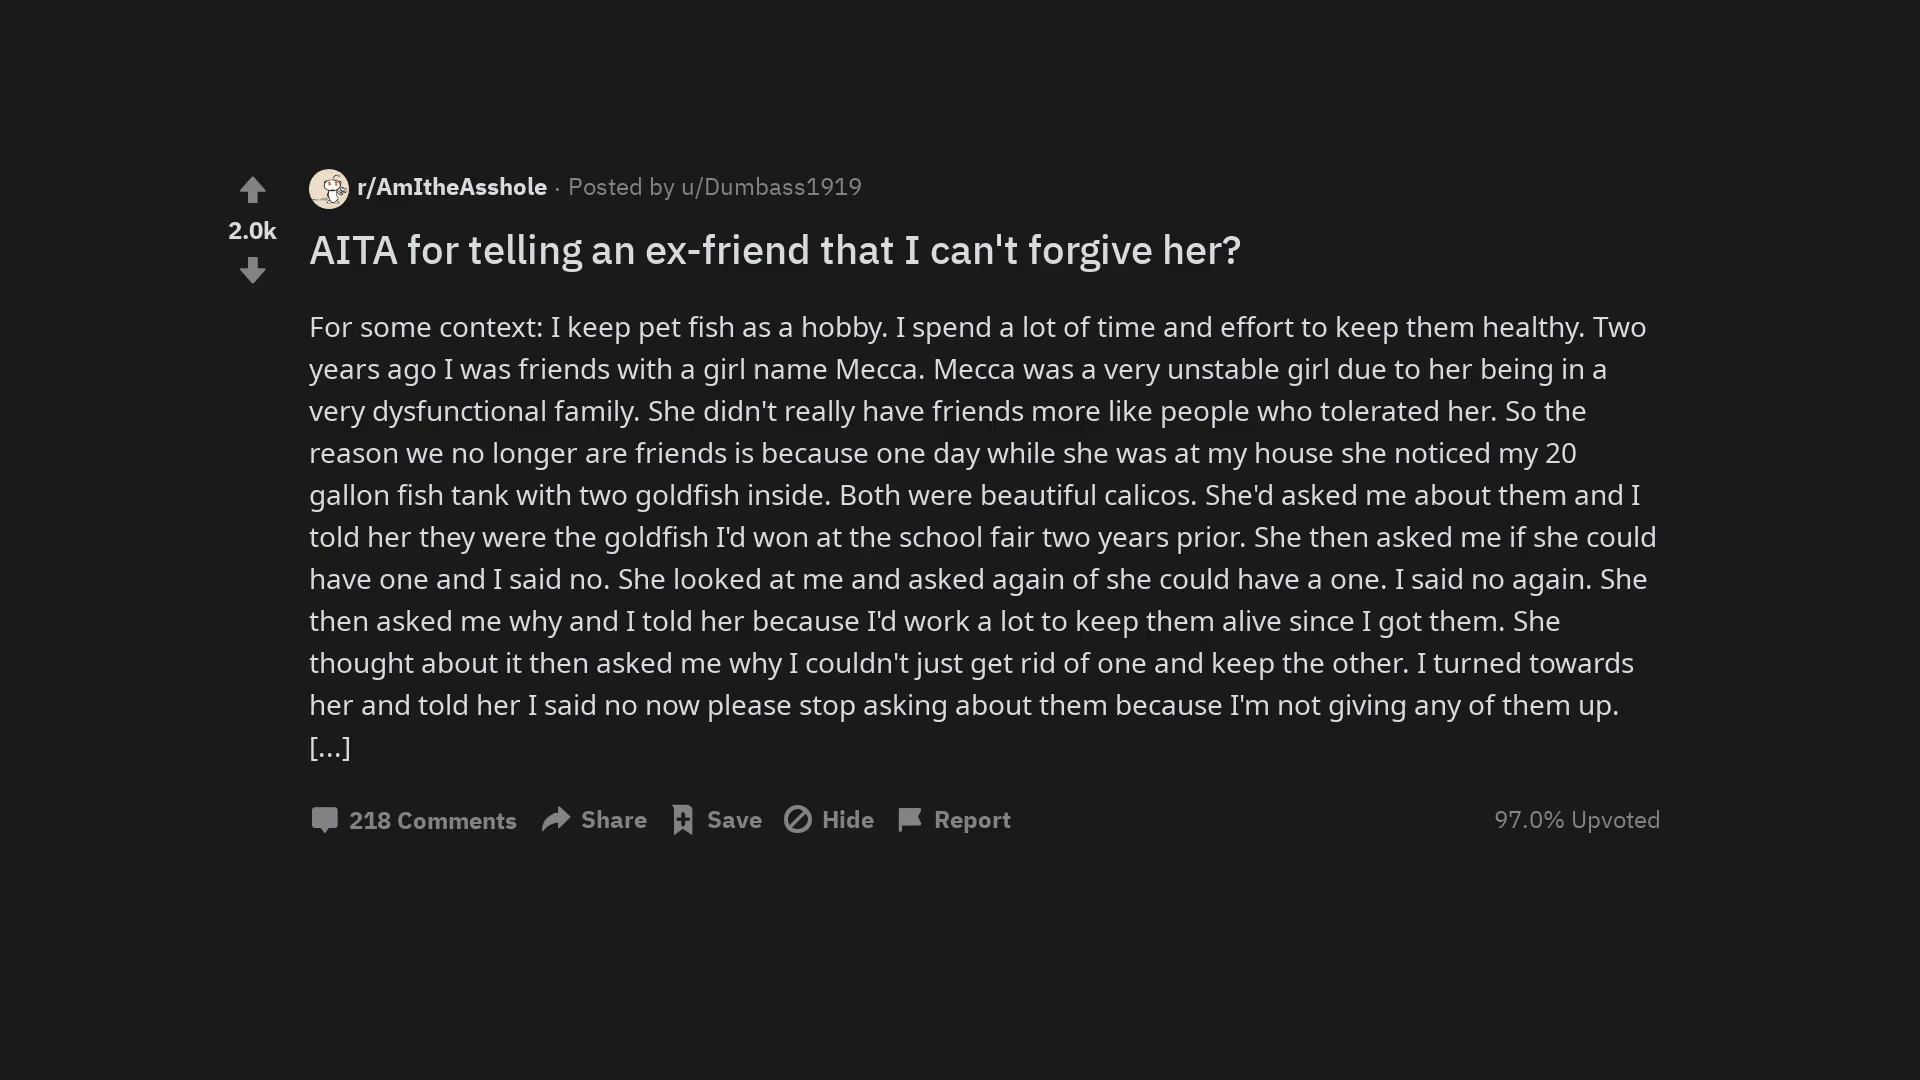 r/AmItheAsshole · Posted by u/Dumbass1919
2.0k
AITA for telling an ex-friend that I can't forgive her?
For some context: I keep pet fish as a hobby. I spend a lot of time and effort to keep them healthy. Two
years ago I was friends with a girl name Mecca. Mecca was a very unstable girl due to her being in a
very dysfunctional family. She didn't really have friends more like people who tolerated her. So the
reason we no longer are friends is because one day while she was at my house she noticed my 20
gallon fish tank with two goldfish inside. Both were beautiful calicos. She'd asked me about them and I
told her they were the goldfish I'd won at the school fair two years prior. She then asked me if she could
have one and I said no. She looked at me and asked again of she could have a one. I said no again. She
then asked me why and I told her because I'd work a lot to keep them alive since I got them. She
thought about it then asked me why I couldn't just get rid of one and keep the other. I turned towards
her and told her I said no now please stop asking about them because I'm not giving any of them up.
[...]
218 Comments Share Save Hide Report 97.0% Upvoted